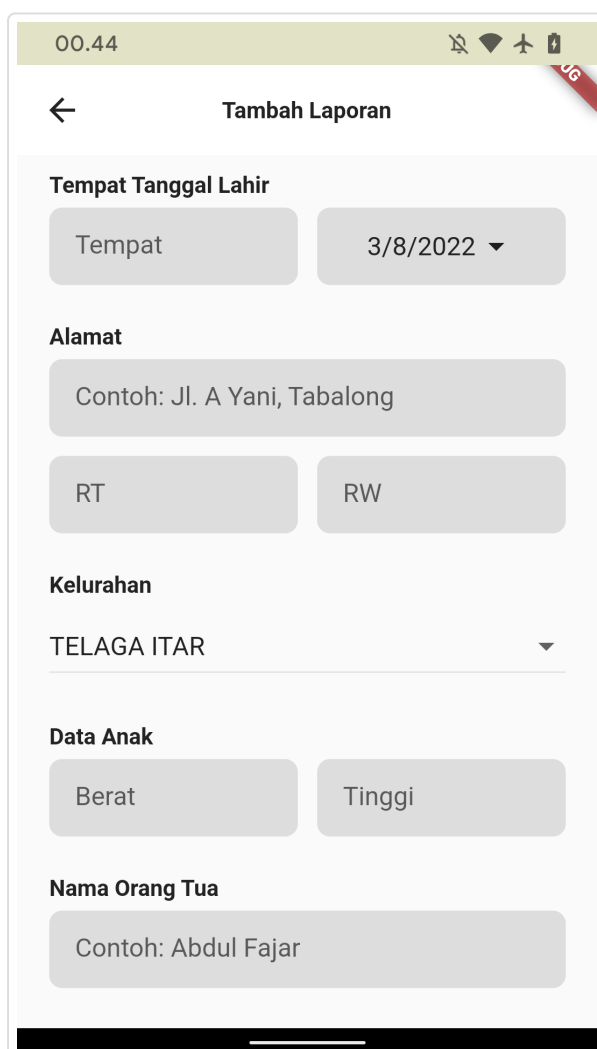 00.44
UG
Tambah Laporan
Tempat Tanggal Lahir
Tempat 3/8/2022
Alamat
Contoh: Jl. A Yani, Tabalong
RT RW
Kelurahan
TELAGA ITAR
Data Anak
Berat Tinggi
Nama Orang Tua
Contoh: Abdul Fajar